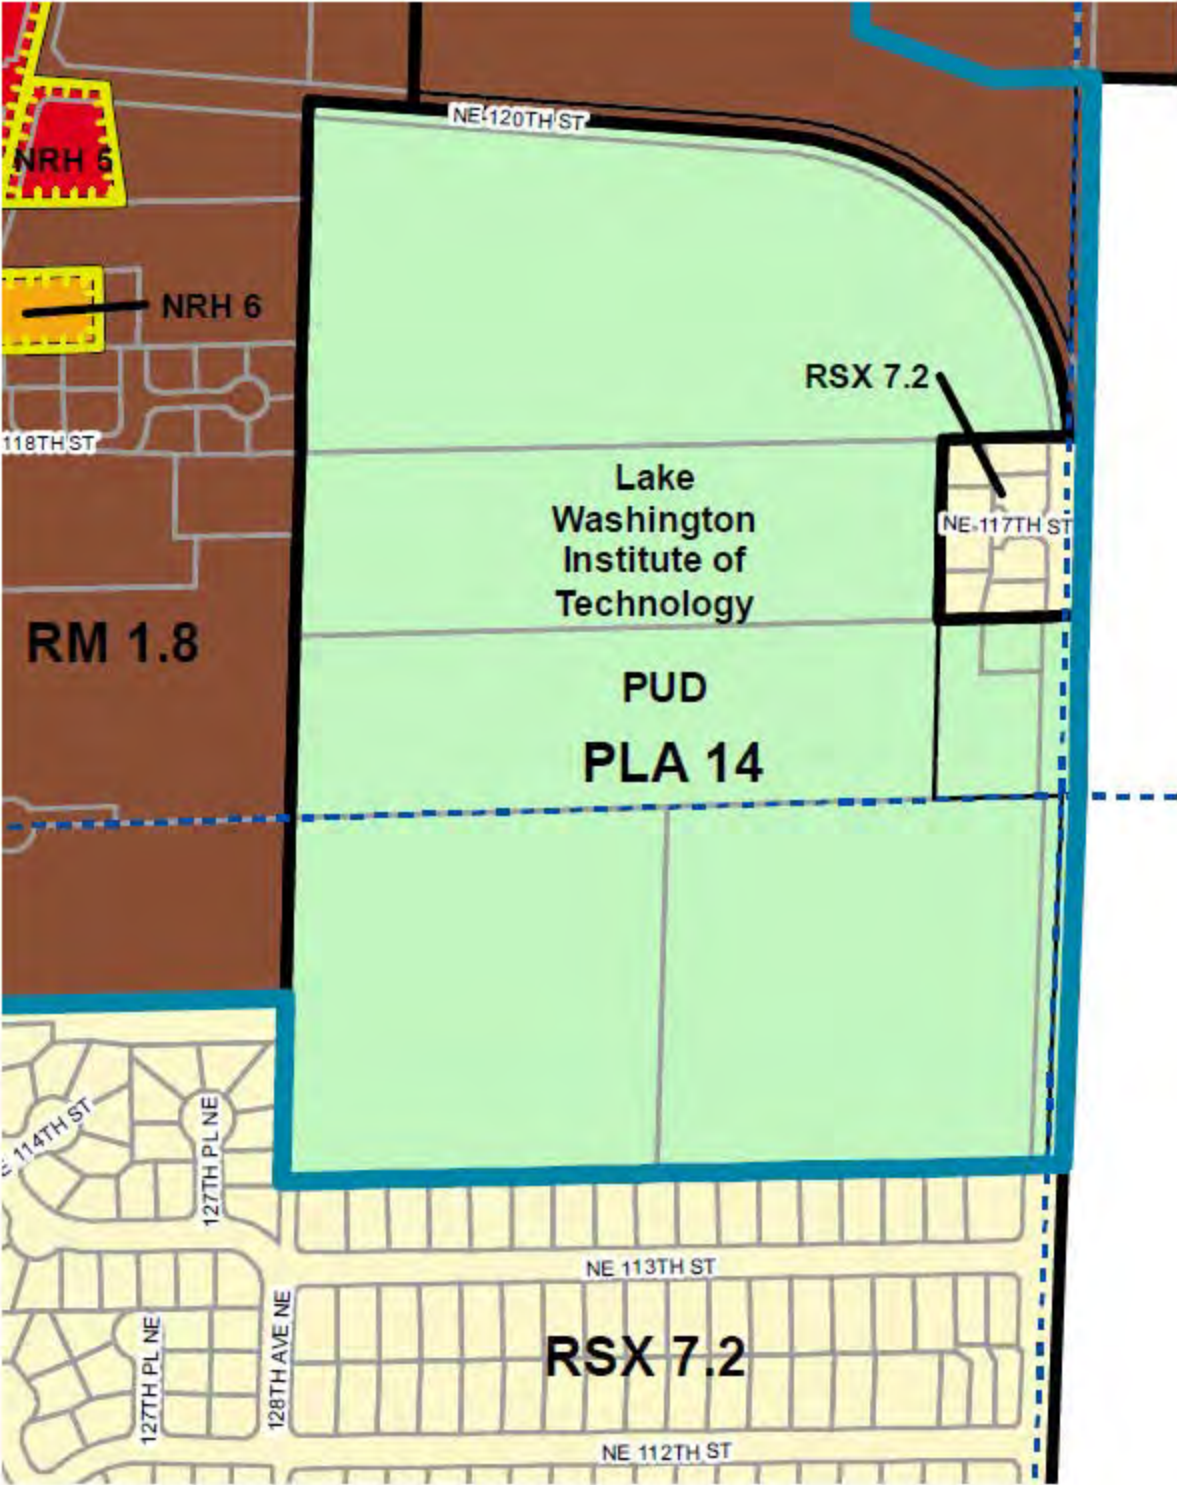 NE 120TH ST
NRH 5
NRH 6
RSX 7.2
118TH ST
Lake
Washington
Institute of
Technology
NE 117TH ST
RM 1.8
PUD
PLA 14
E 114TH ST
127TH PL NE
NE 113TH ST
127TH PL NE
128TH AVE NE
RSX 7.2
NE 112TH ST